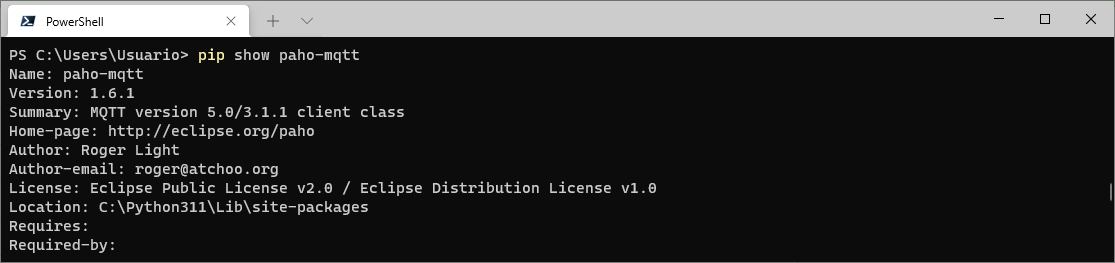 PowerShell
PS C:\Users\Usuario> pip show paho-mqtt
Name: paho-mqtt
Version: 1.6.1
Summary: MQTT version 5.0/3.1.1 client class
Home-page: http://eclipse.org/paho
Author: Roger Light
Author-email: roger@atchoo.org
License: Eclipse Public License v2.0 / Eclipse Distribution License v1.0
Location: C:\Python311\Lib\site-packages
Requires:
Required-by: